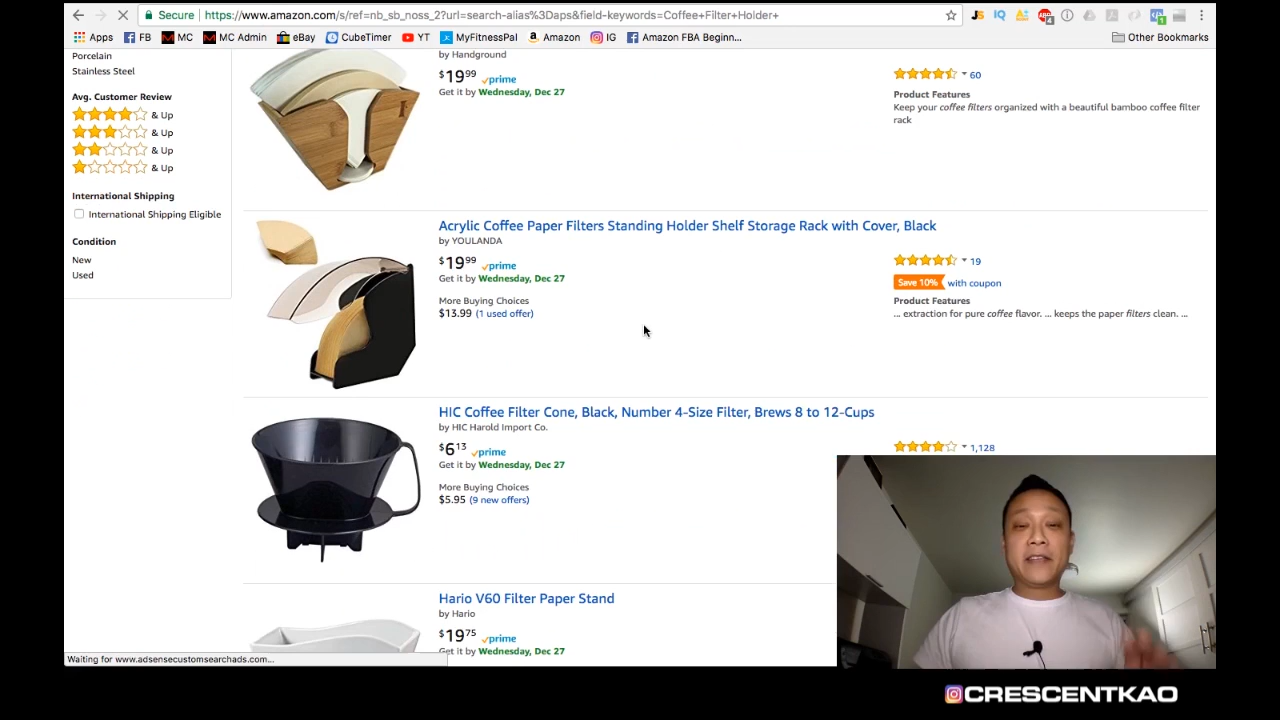 Secure
https://www.amazon.com/s/ref=nb_sb_noss_2?url=search-alias%3Daps&field-keywords=Coffee+Filter+Holder+
Apps
FB
MC
MC Admin
eBay
CubeTimer
YT
MyFitnessPal
Amazon
IG
Amazon FBA Beginn...
Other Bookmarks
Porcelain
Stainless Steel
Avg. Customer Review
& Up
& Up
& Up
& Up
International Shipping
International Shipping Eligible
Condition
New
Used
by Handground
$19 99 prime
Get it by Wednesday, Dec 27
60
Product Features
Keep your coffee filters organized with a beautiful bamboo coffee filter
rack
Acrylic Coffee Paper Filters Standing Holder Shelf Storage Rack with Cover, Black
by YOULANDA
$19 99 prime
Get it by Wednesday, Dec 27
More Buying Choices
$13.99 (1 used offer)
19
Save 10% with coupon
Product Features
... extraction for pure coffee flavor. ... keeps the paper filters clean. ...
HIC Coffee Filter Cone, Black, Number 4-Size Filter, Brews 8 to 12-Cups
by HIC Harold Import Co.
$6 13 prime
Get it by Wednesday, Dec 27
More Buying Choices
$5.95 (9 new offers)
1,128
Hario V60 Filter Paper Stand
by Hario
$19 75 prime
Get it by Wednesday, Dec 27
Waiting for www.adsensecustomsearchads.com...
CRESCENTKAO